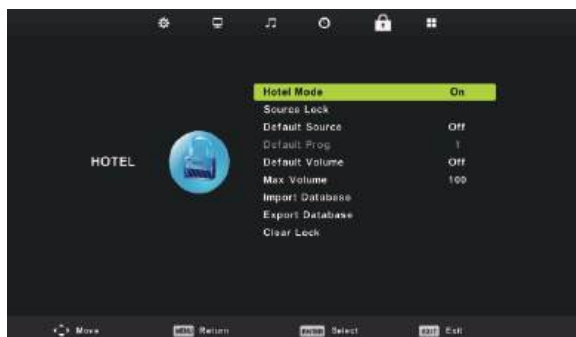 Hotel Mode On
Source Lock
Default Source Off
Default Prog 1
Default Volume Off
Max Volume 100
Import Database
Export Database
Clear Lock
HOTEL
Move MENU Return ENTER Select EXIT Exit